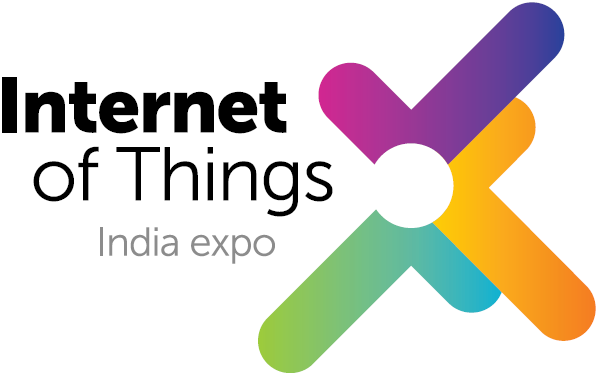 Internet
of Things
India expo